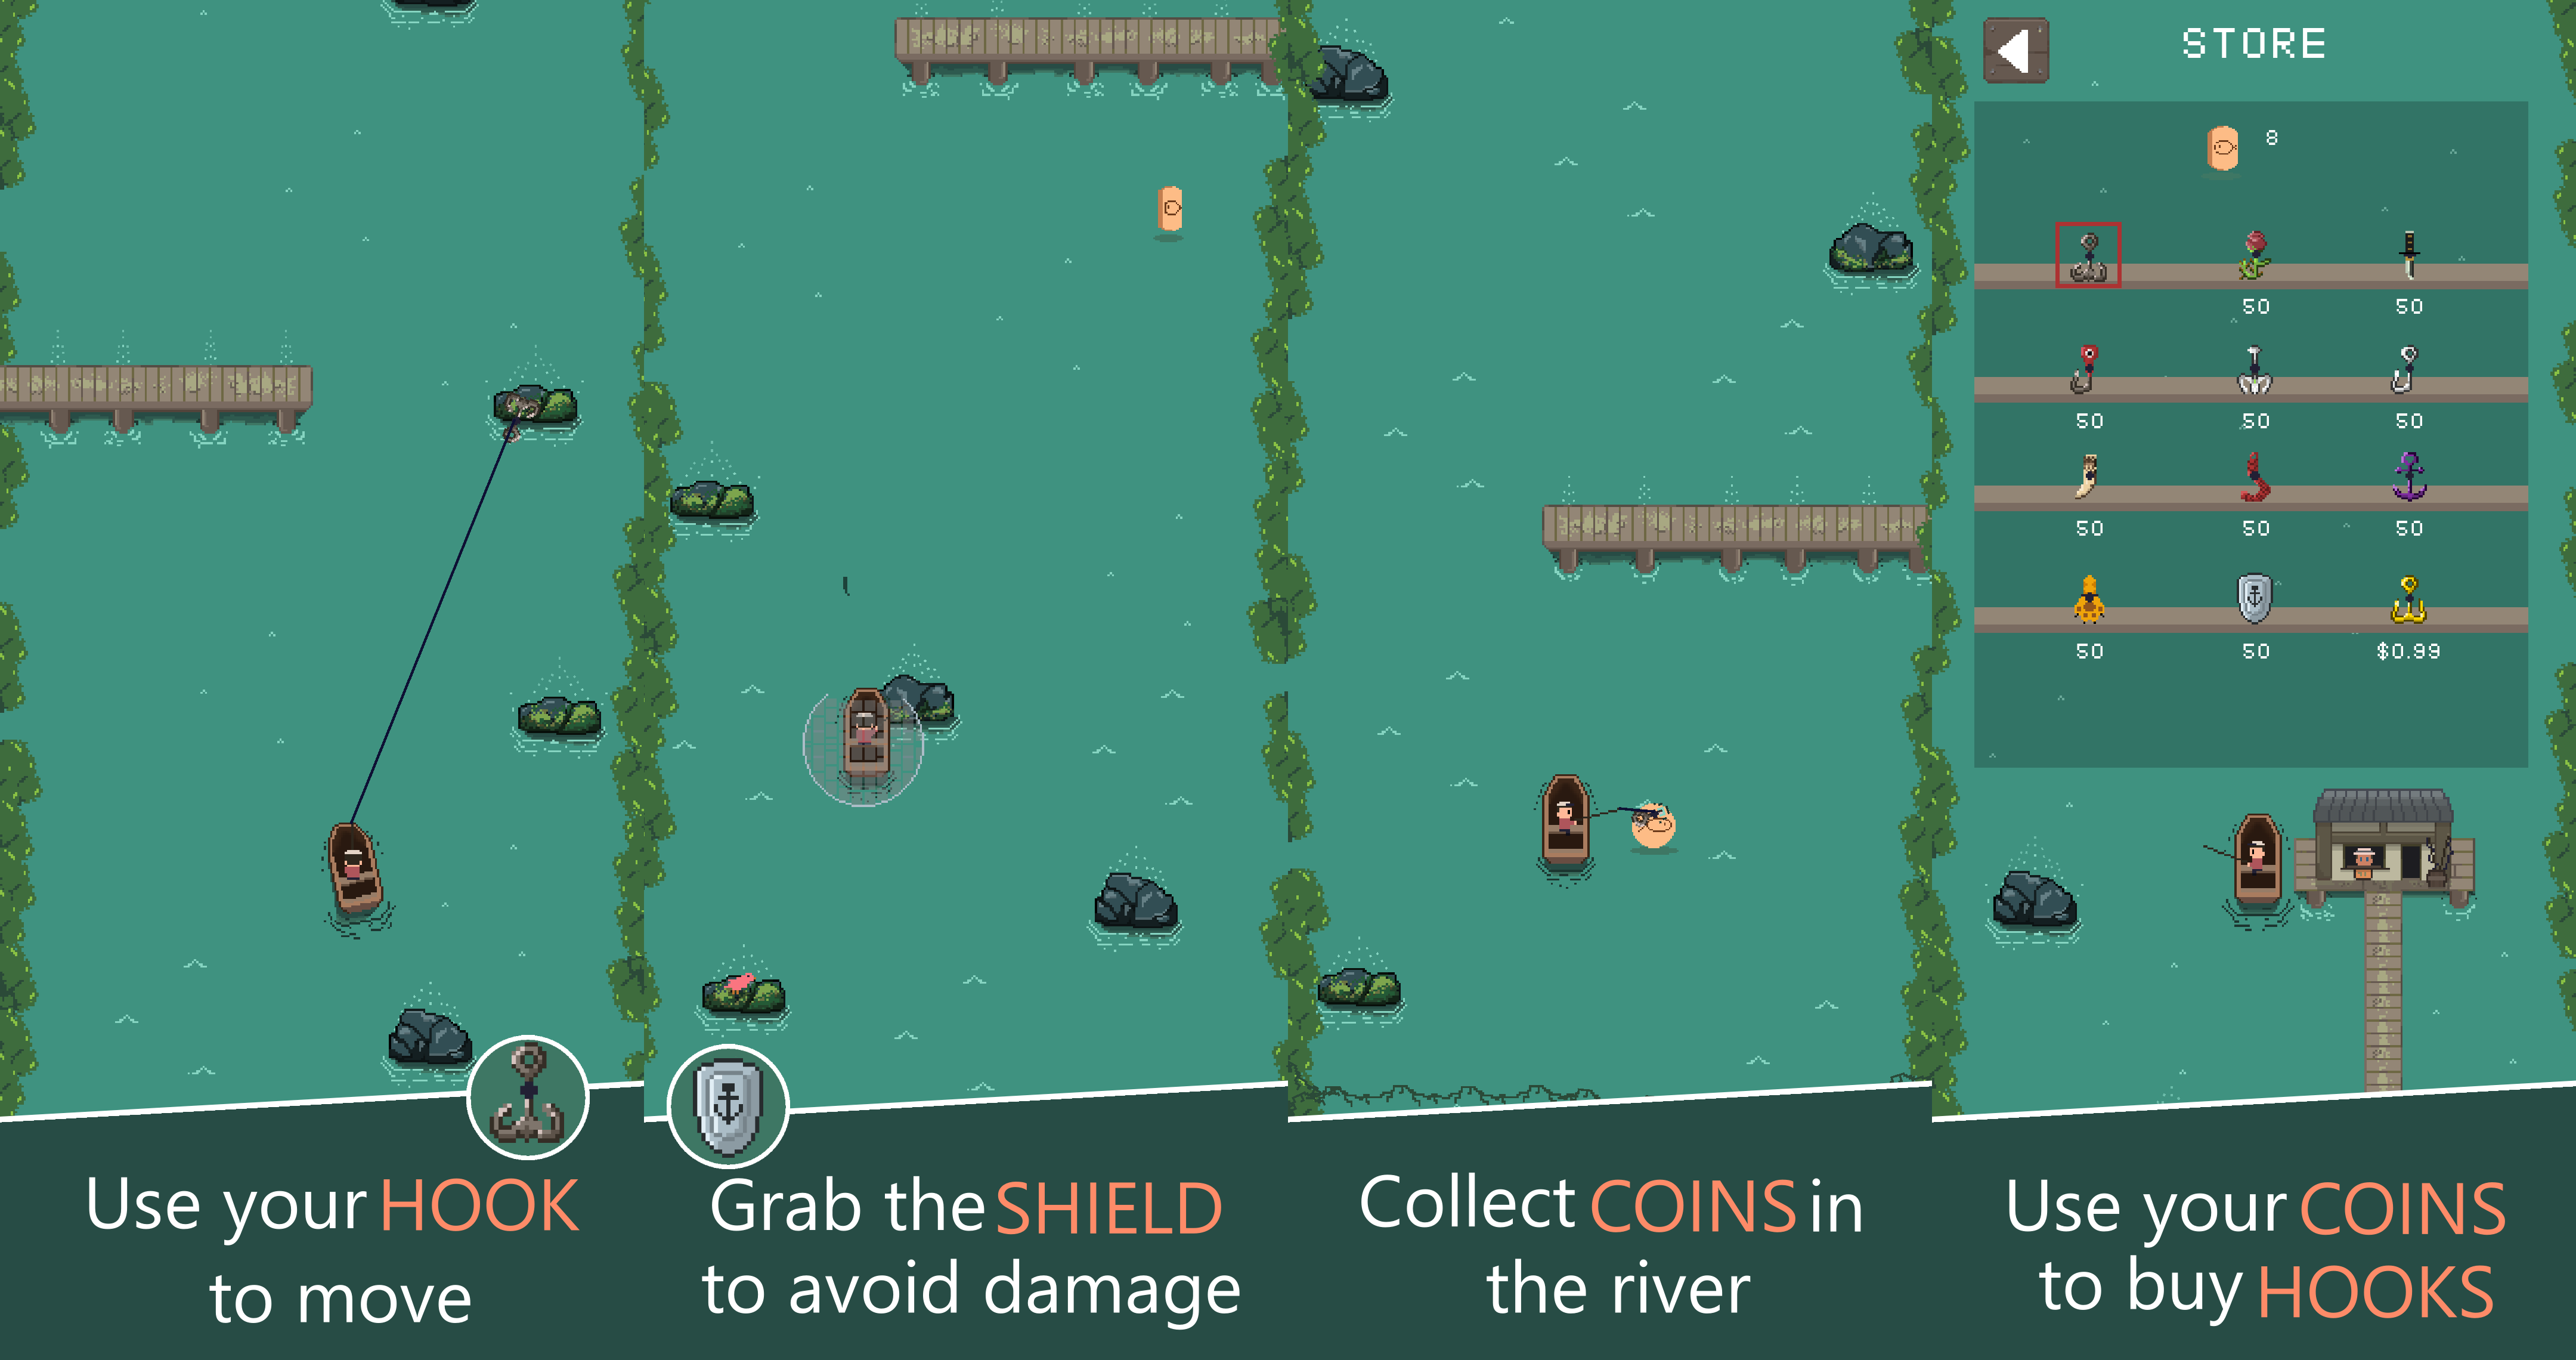 Use your HOOK
to move
Grab the SHIELD
to avoid damage
Collect COINS in
the river
STORE
8
50 50
50 50 50
50 50 50
50 50 $0.99
Use your COINS
to buy HOOKS